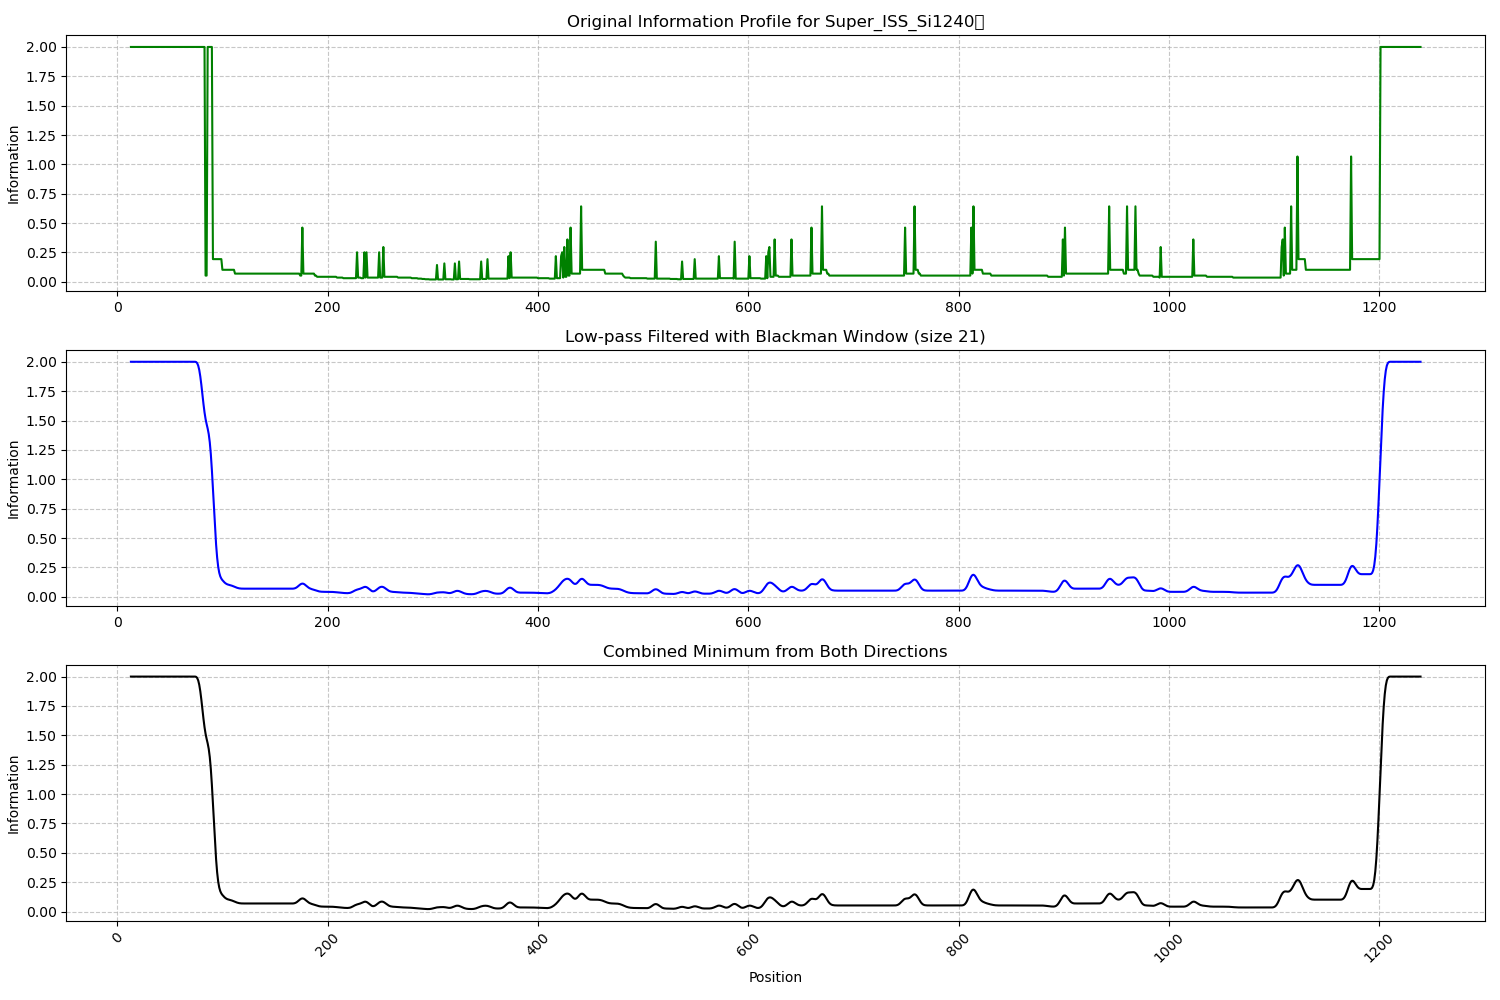 Original Information Profile for Super_ISS_Si1240▯
Information
2.00
1.75
1.50
1.25
1.00
0.75
0.50
0.25
0.00
0 200 400 600 800 1000 1200
Low-pass Filtered with Blackman Window (size 21)
Information
2.00
1.75
1.50
1.25
1.00
0.75
0.50
0.25
0.00
0 200 400 600 800 1000 1200
Combined Minimum from Both Directions
Information
2.00
1.75
1.50
1.25
1.00
0.75
0.50
0.25
0.00
0 200 400 600 800 1000 1200
Position